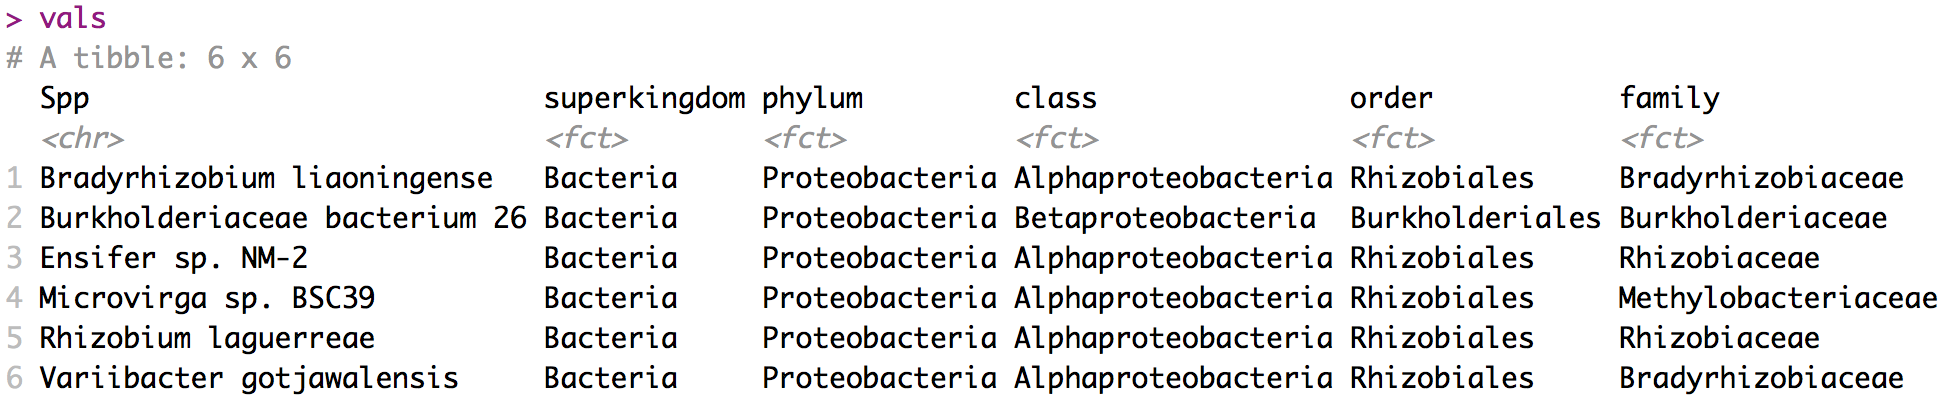 > vals
# A tibble: 6 x 6
  Spp                           superkingdom phylum         class               order           family
  <chr>                         <fct>        <fct>          <fct>               <fct>           <fct>
1 Bradyrhizobium liaoningense   Bacteria     Proteobacteria Alphaproteobacteria Rhizobiales     Bradyrhizobiaceae
2 Burkholderiaceae bacterium 26 Bacteria     Proteobacteria Betaproteobacteria  Burkholderiales Burkholderiaceae
3 Ensifer sp. NM-2              Bacteria     Proteobacteria Alphaproteobacteria Rhizobiales     Rhizobiaceae
4 Microvirga sp. BSC39          Bacteria     Proteobacteria Alphaproteobacteria Rhizobiales     Methylobacteriaceae
5 Rhizobium laguerreae          Bacteria     Proteobacteria Alphaproteobacteria Rhizobiales     Rhizobiaceae
6 Variibacter gotjawalensis     Bacteria     Proteobacteria Alphaproteobacteria Rhizobiales     Bradyrhizobiaceae